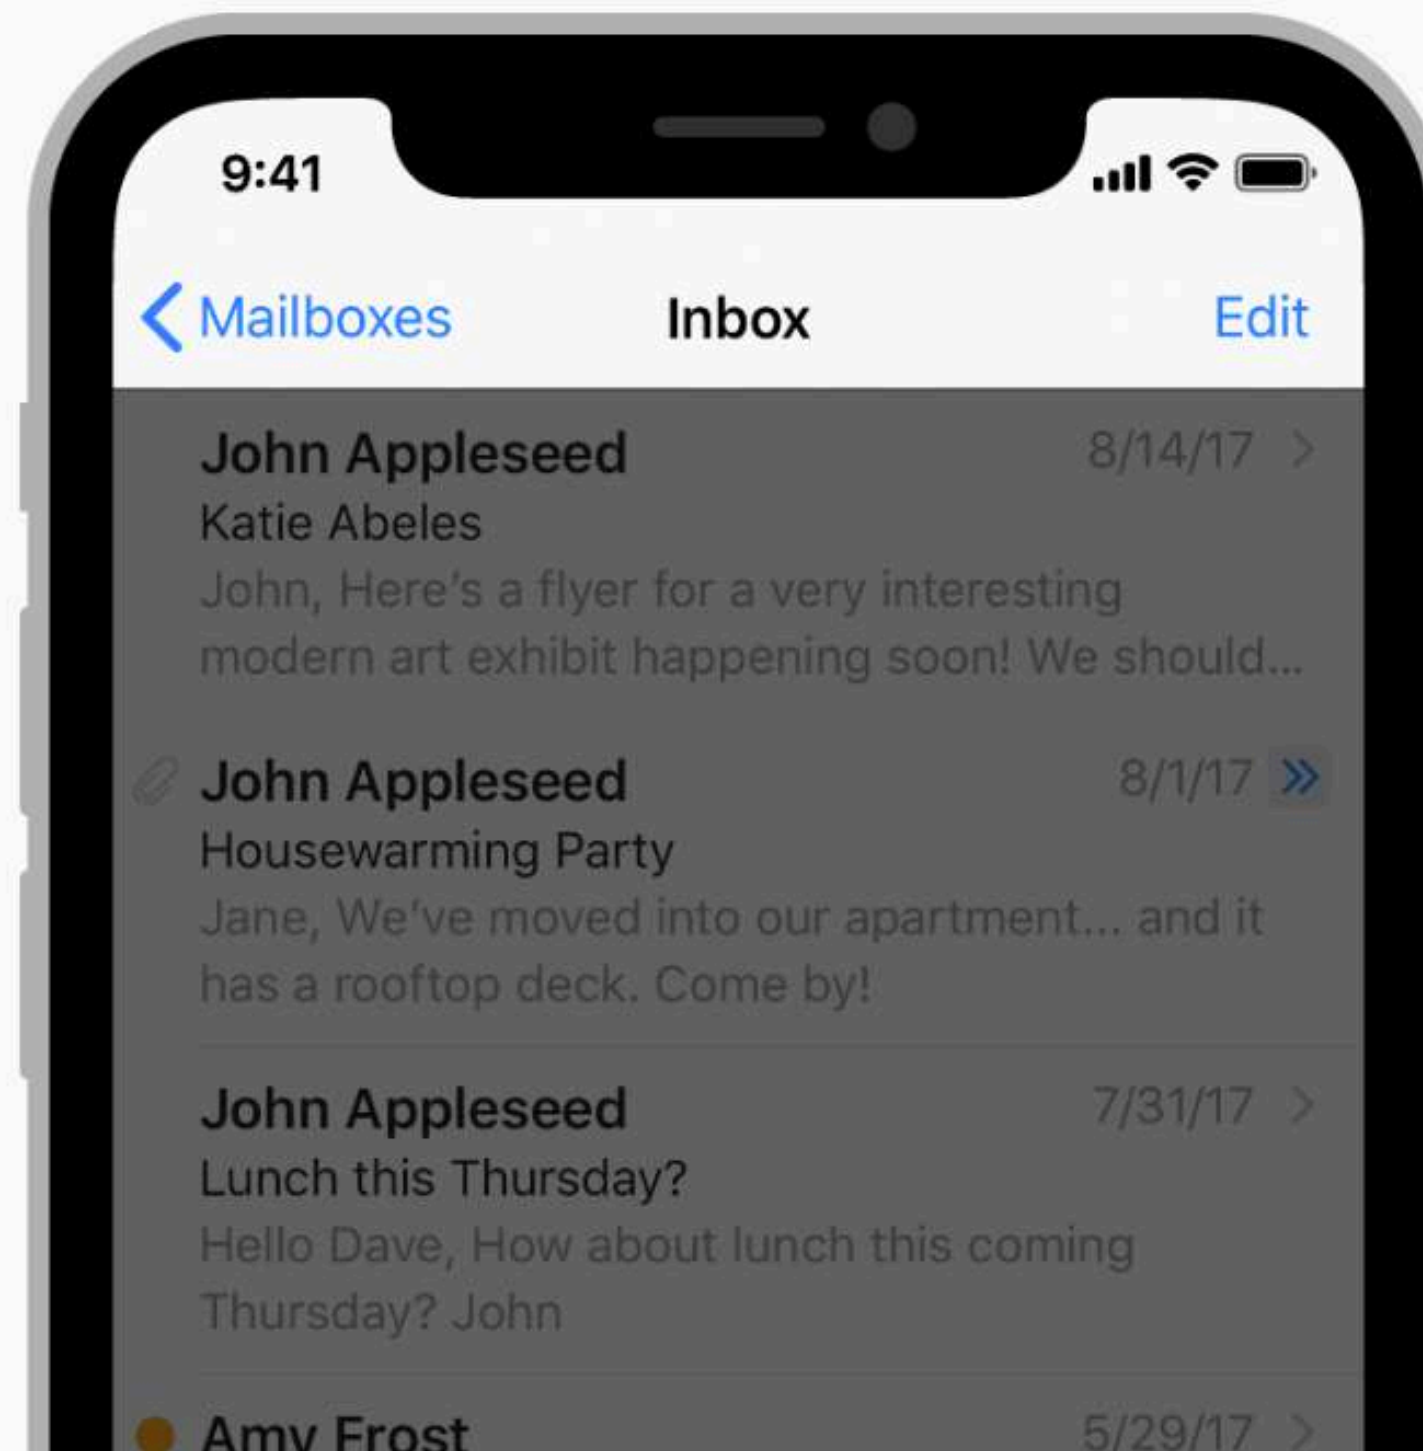 9:41
Mailboxes
Inbox
Edit
John Appleseed
8/14/17
Katie Abeles
John, Here’s a flyer for a very interesting
modern art exhibit happening soon! We should...
John Appleseed
8/1/17
Housewarming Party
Jane, We’ve moved into our apartment... and it
has a rooftop deck. Come by!
John Appleseed
7/31/17
Lunch this Thursday?
Hello Dave, How about lunch this coming
Thursday? John
Amy Frost
5/29/17